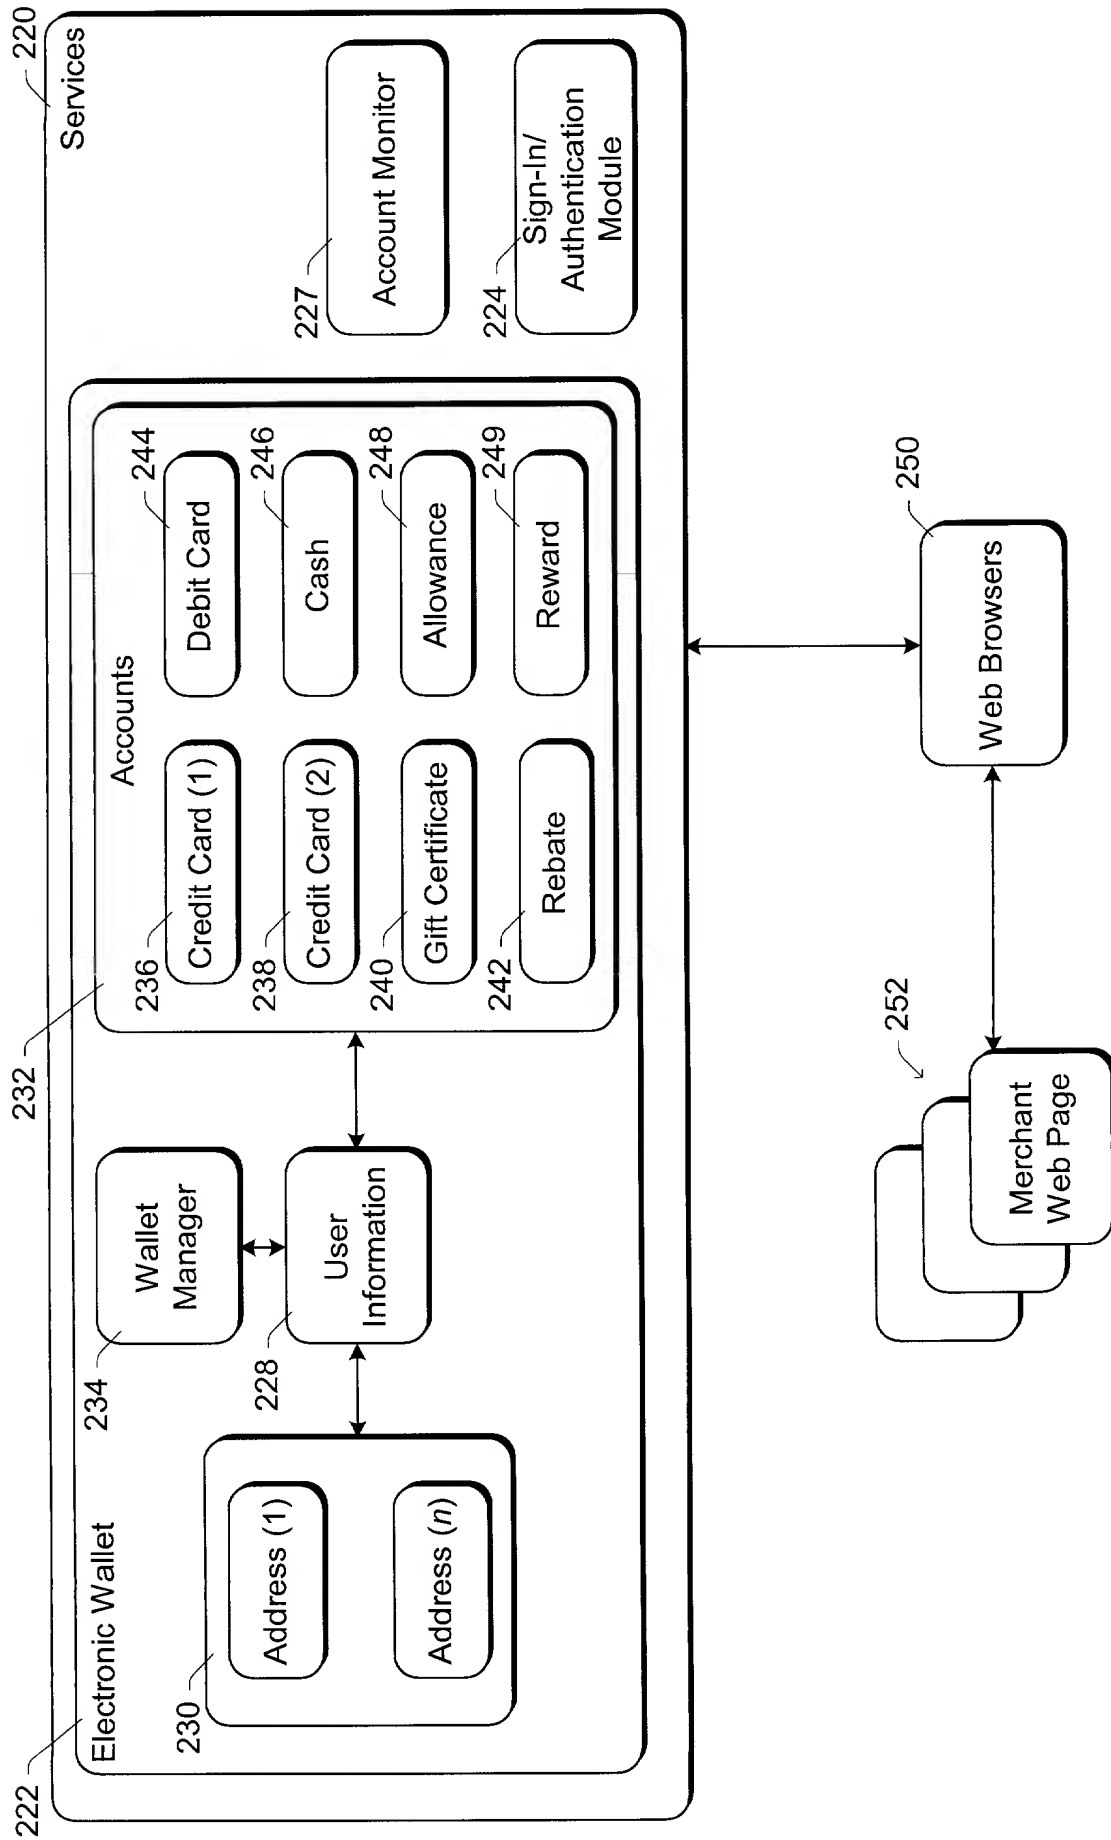 222
Electronic Wallet
220
Services
232
234
Wallet
Manager
228
User
Information
230
Address (1)
Address (n)
Accounts
236
Credit Card (1)
244
Debit Card
238
Credit Card (2)
246
Cash
240
Gift Certificate
248
Allowance
242
Rebate
249
Reward
227
Account Monitor
224
Sign-In/
Authentication
Module
252
Merchant
Web Page
250
Web Browsers